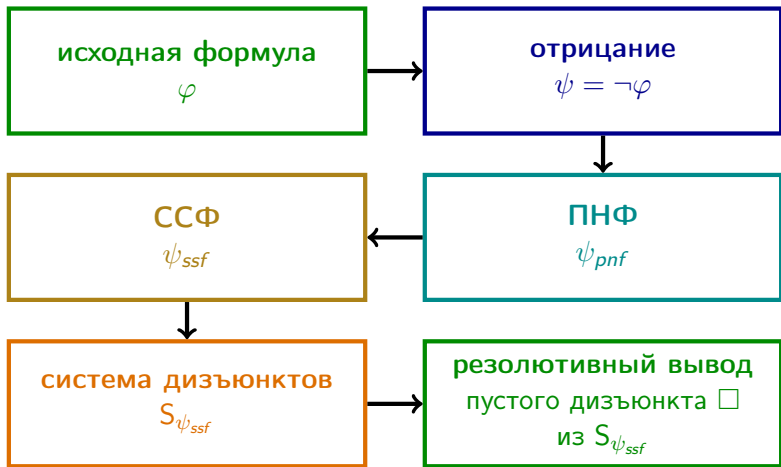 исходная формула
φ
отрицание
ψ = ¬φ
ССФ
ψ_ssf
ПНФ
ψ_pnf
система дизъюнктов
S_ψ_ssf
резолютивный вывод
пустого дизъюнкта □
из S_ψ_ssf